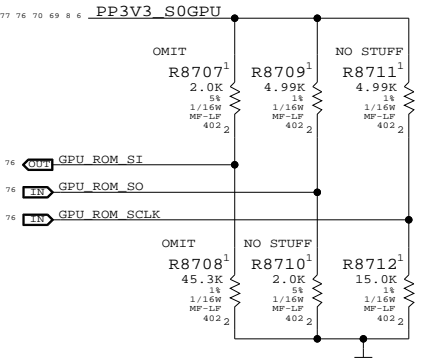 77 76 70 69 8 6 PP3V3_S0GPU
OMIT
NO STUFF
R8707 1 R8709 1 R8711 1
2.0K 4.99K 4.99K
5% 1% 1%
1/16W 1/16W 1/16W
MF-LF MF-LF MF-LF
402 2 402 2 402 2
76 OUT GPU_ROM_SI
76 IN GPU_ROM_SO
76 IN GPU_ROM_SCLK
OMIT NO STUFF
R8708 1 R8710 1 R8712 1
45.3K 2.0K 15.0K
1% 5% 1%
1/16W 1/16W 1/16W
MF-LF MF-LF MF-LF
402 2 402 2 402 2